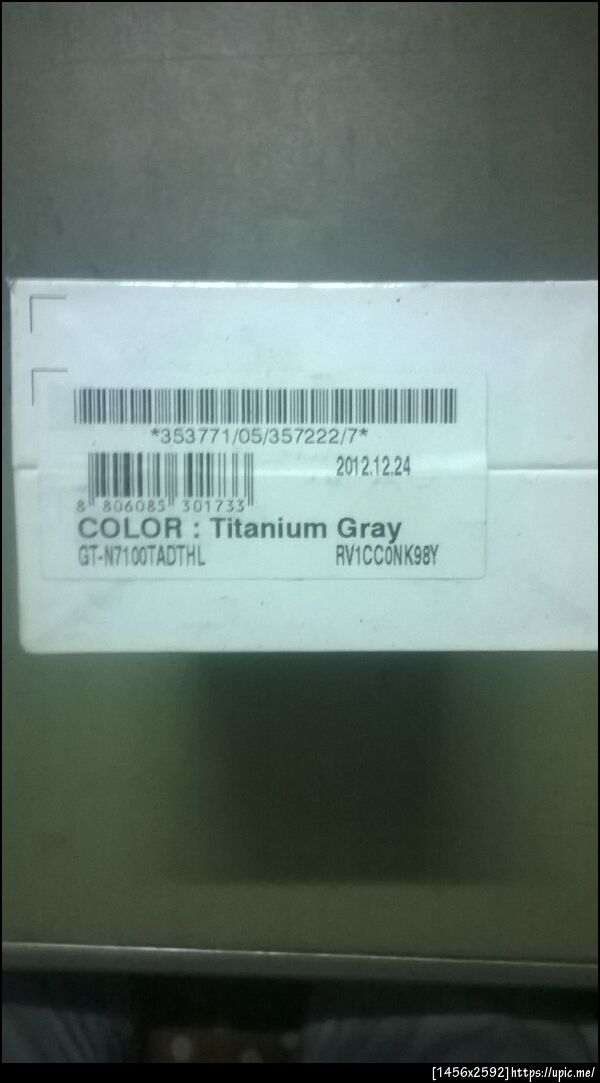 *353771/05/357222/7*
2012.12.24
8 806085 301733
COLOR : Titanium Gray
GT-N7100TADTHL RV1CC0NK98Y
[1456x2592]https://upic.me/